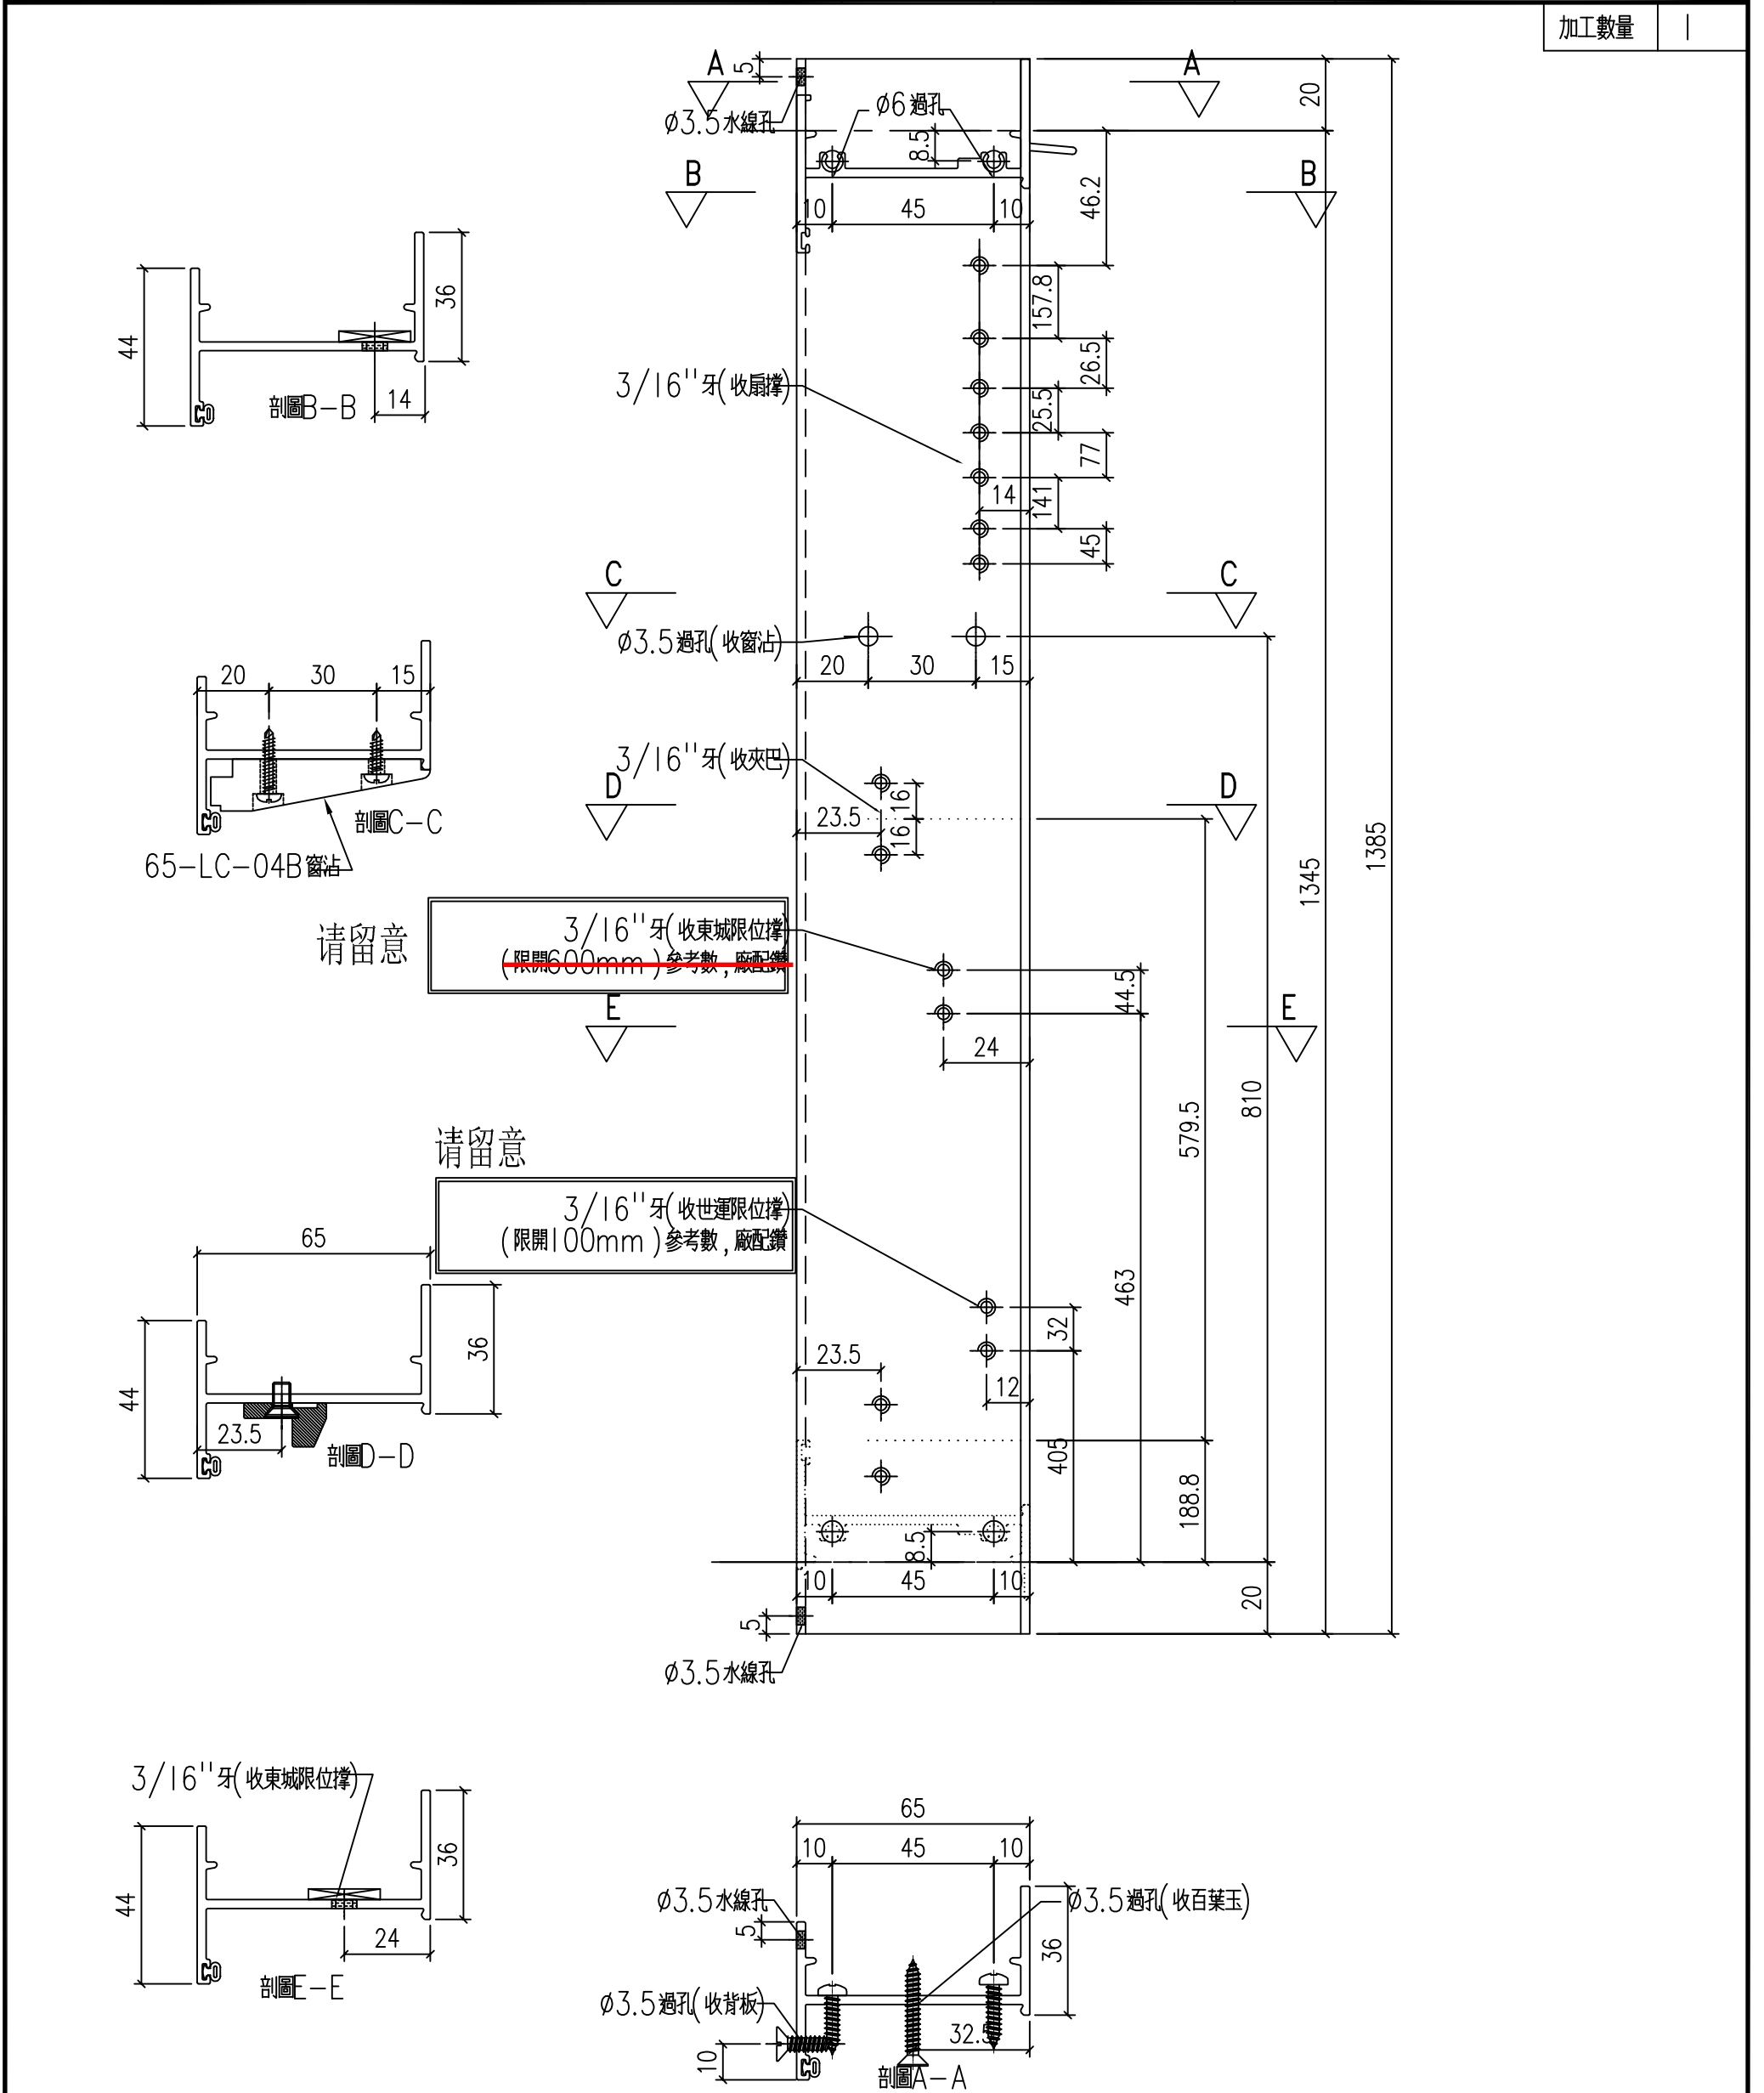 加工數量 1
A A
5
20
ø3.5水線孔
ø6過孔
8.5
B B
10 45 10
46.2
44
36
14
剖圖B-B
157.8
26.5
3/16"牙(收扇撐)
25.5
77
14
141
45
C C
ø3.5過孔(收窗沾)
20 30 15
20 30 15
剖圖C-C
65-LC-04B窗沾
3/16"牙(收夾巴)
D D
16
23.5
16
1345
1385
请留意
3/16"牙(收東城限位撐)
(限開600mm)參考數,廠配鑽
44.5
E E
24
579.5
810
请留意
3/16"牙(收世運限位撐)
(限開100mm)參考數,廠配鑽
65
44
36
23.5
剖圖D-D
463
32
23.5
12
405
188.8
8.5
10 45 10
20
5
ø3.5水線孔
3/16"牙(收東城限位撐)
44
36
24
剖圖E-E
65
10 45 10
ø3.5水線孔
5
ø3.5過孔(收百葉玉)
36
ø3.5過孔(收背板)
32.5
10
剖圖A-A